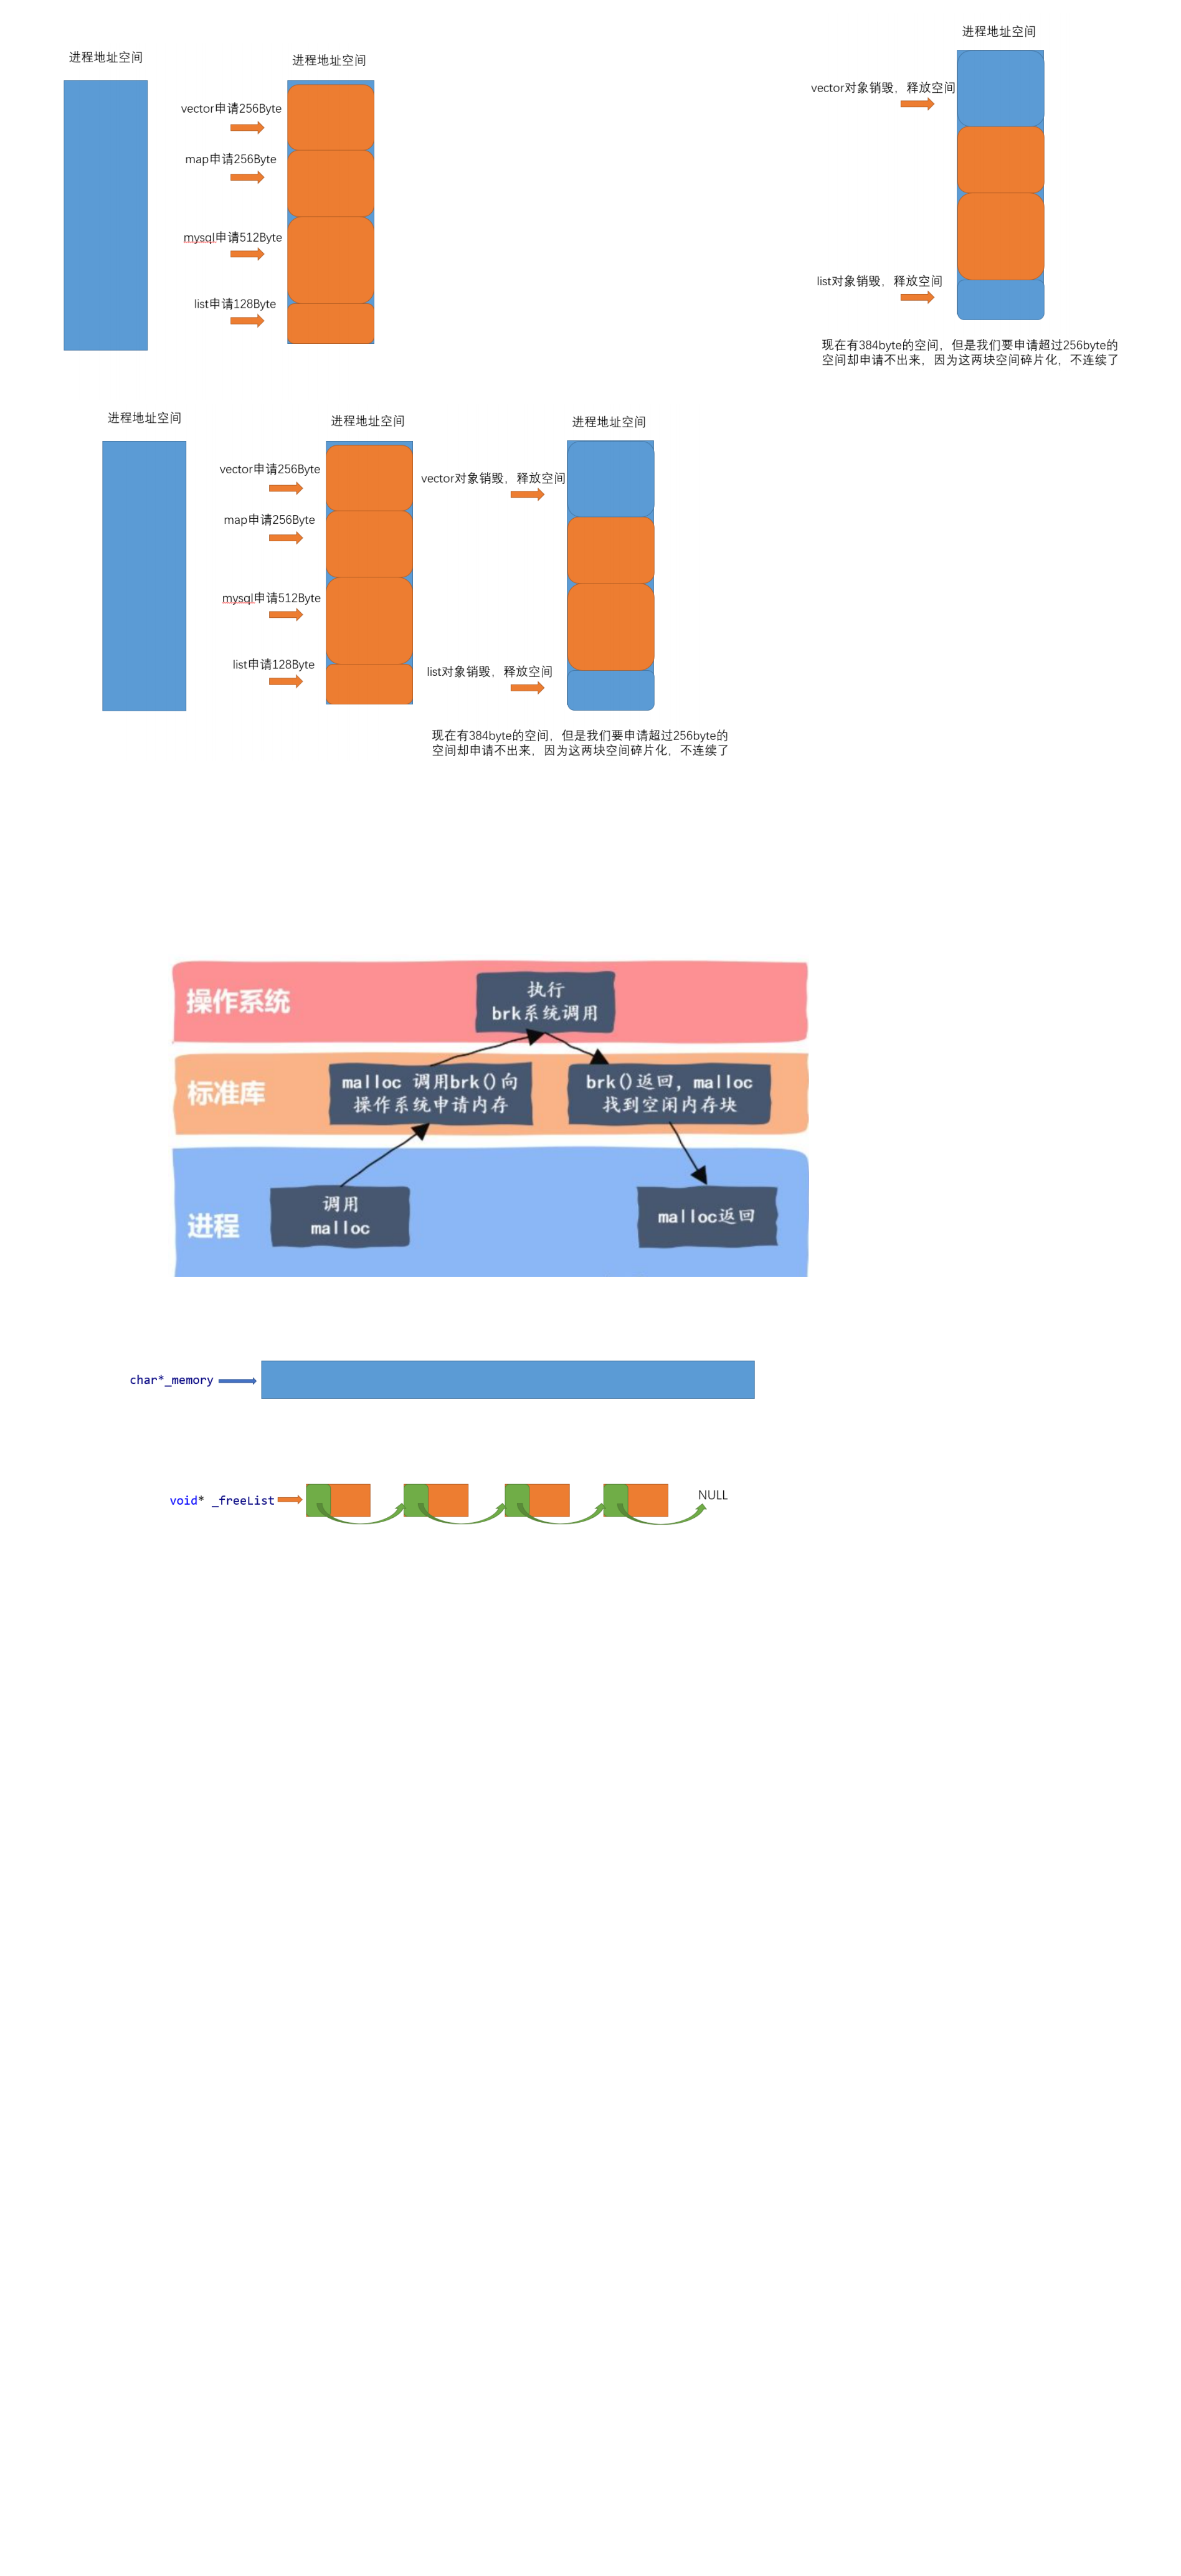 进程地址空间
进程地址空间
vector申请256Byte
map申请256Byte
mysql申请512Byte
list申请128Byte
进程地址空间
vector对象销毁，释放空间
list对象销毁，释放空间
现在有384byte的空间，但是我们要申请超过256byte的
空间却申请不出来，因为这两块空间碎片化，不连续了
进程地址空间
进程地址空间
进程地址空间
vector申请256Byte
map申请256Byte
mysql申请512Byte
list申请128Byte
vector对象销毁，释放空间
list对象销毁，释放空间
现在有384byte的空间，但是我们要申请超过256byte的
空间却申请不出来，因为这两块空间碎片化，不连续了
操作系统
执行
brk系统调用
标准库
malloc 调用brk()向
操作系统申请内存
brk()返回，malloc
找到空闲内存块
进程
调用
malloc
malloc返回
char*_memory
void* _freeList
NULL